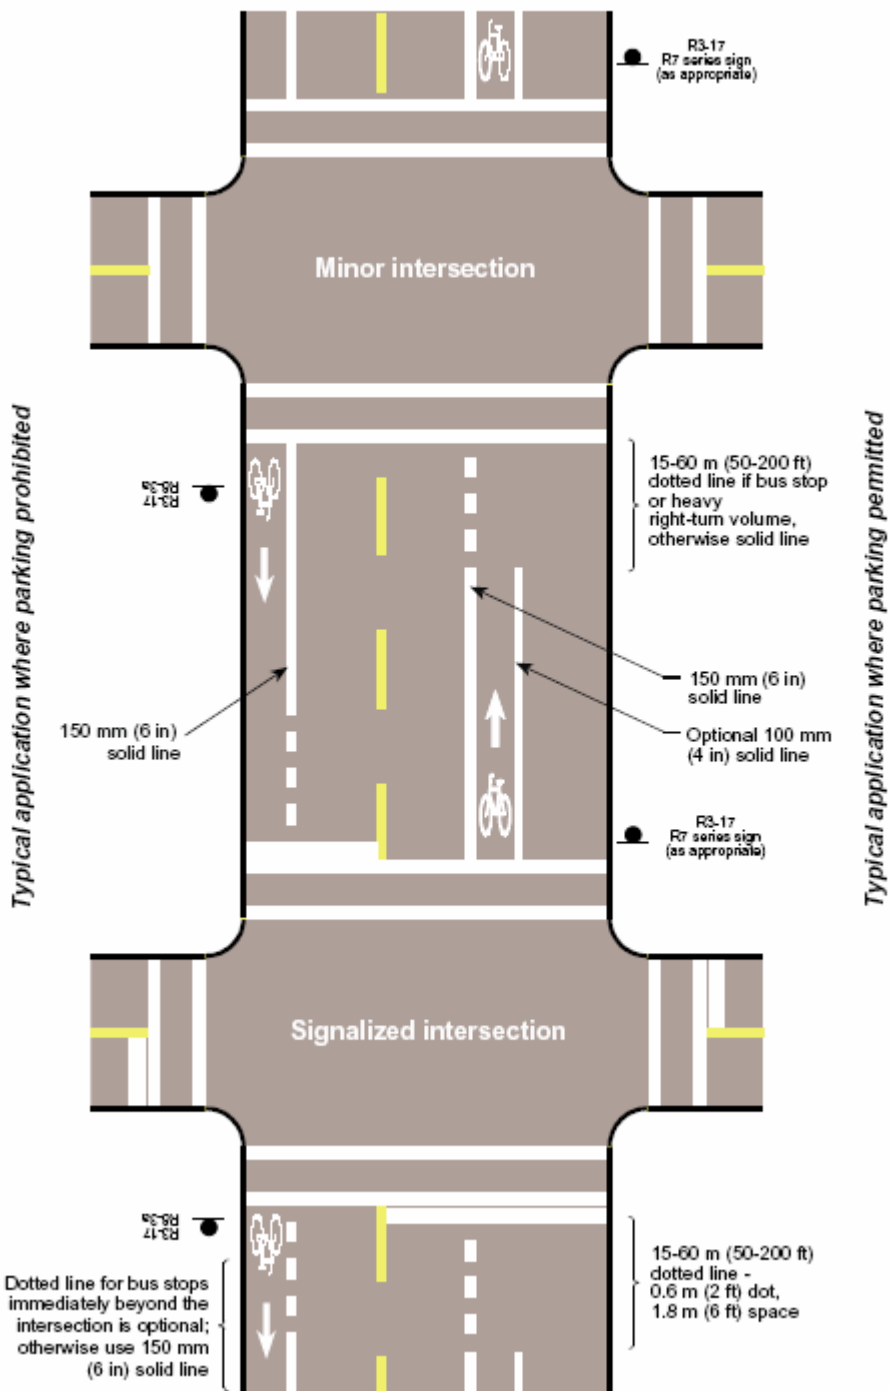 R3-17
R7 series sign
(as appropriate)
Minor intersection
Typical application where parking prohibited
Typical application where parking permitted
R3-17
R8-3a
15-60 m (50-200 ft)
dotted line if bus stop
or heavy
right-turn volume,
otherwise solid line
150 mm (6 in)
solid line
150 mm (6 in)
solid line
Optional 100 mm
(4 in) solid line
R3-17
R7 series sign
(as appropriate)
Signalized intersection
R3-17
R8-3a
Dotted line for bus stops
immediately beyond the
intersection is optional;
otherwise use 150 mm
(6 in) solid line
15-60 m (50-200 ft)
dotted line -
0.6 m (2 ft) dot,
1.8 m (6 ft) space